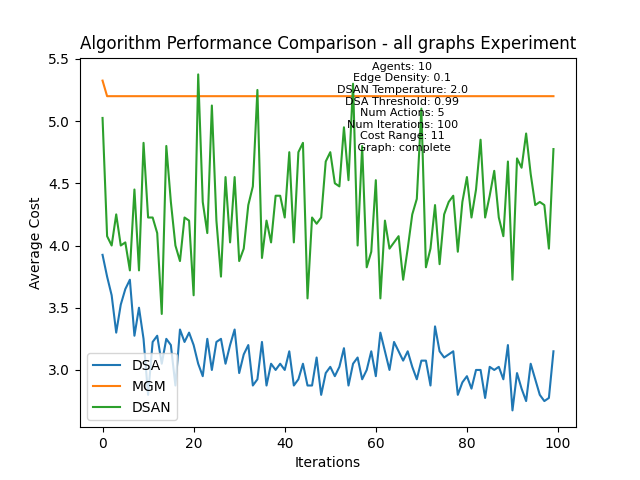 Algorithm Performance Comparison - all graphs Experiment
Agents: 10
Edge Density: 0.1
DSAN Temperature: 2.0
DSA Threshold: 0.99
Num Actions: 5
Num Iterations: 100
Cost Range: 11
Graph: complete
Average Cost
5.5
5.0
4.5
4.0
3.5
3.0
DSA
MGM
DSAN
0
20
40
60
80
100
Iterations